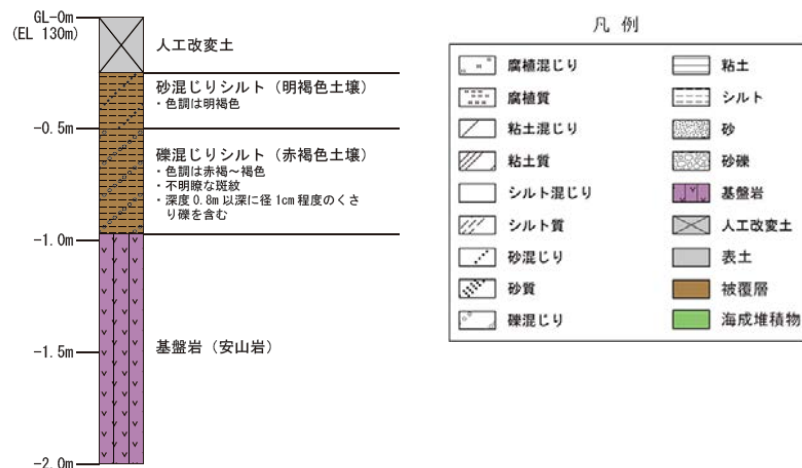 GL-0m
(EL 130m)
人工改変土
砂混じりシルト（明褐色土壌）
・色調は明褐色
-0.5m
礫混じりシルト（赤褐色土壌）
・色調は赤褐～褐色
・不明瞭な斑紋
・深度 0.8m 以深に径 1cm 程度のくさ
り礫を含む
-1.0m
-1.5m
基盤岩（安山岩）
-2.0m
凡 例
腐植混じり
腐植質
粘土混じり
粘土質
シルト混じり
シルト質
砂混じり
砂質
礫混じり
粘土
シルト
砂
砂礫
基盤岩
人工改変土
表土
被覆層
海成堆積物